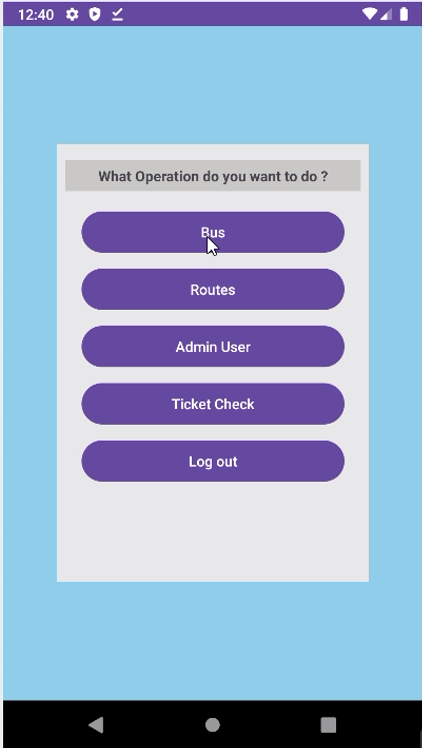 12:40
What Operation do you want to do ?
Bus
Routes
Admin User
Ticket Check
Log out